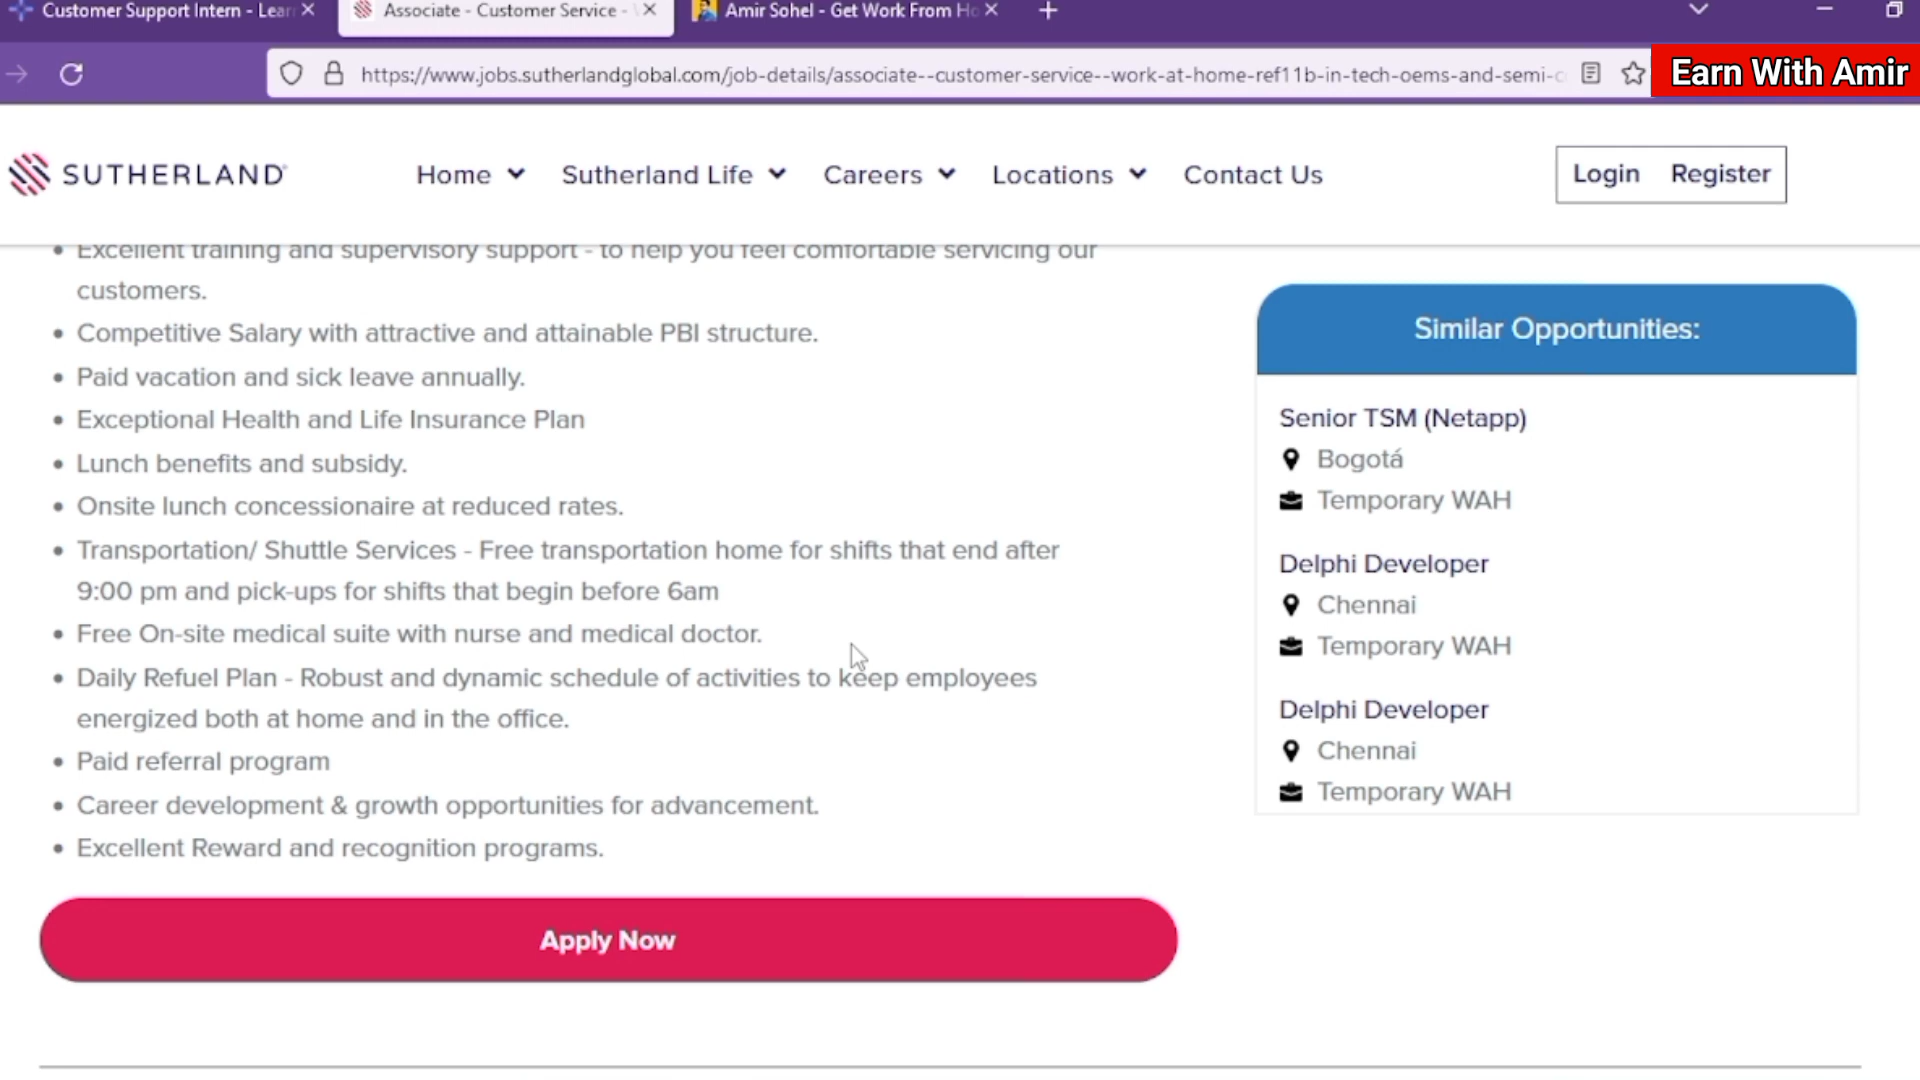 Customer Support Intern - Lear
Associate - Customer Service -
Amir Sohel - Get Work From Ho
https://www.jobs.sutherlandglobal.com/job-details/associate--customer-service--work-at-home-ref11b-in-tech-oems-and-semi-c
Earn With Amir
SUTHERLAND
Home
Sutherland Life
Careers
Locations
Contact Us
Login
Register
• Excellent training and supervisory support - to help you feel comfortable servicing our
customers.
• Competitive Salary with attractive and attainable PBI structure.
• Paid vacation and sick leave annually.
• Exceptional Health and Life Insurance Plan
• Lunch benefits and subsidy.
• Onsite lunch concessionaire at reduced rates.
• Transportation/ Shuttle Services - Free transportation home for shifts that end after
9:00 pm and pick-ups for shifts that begin before 6am
• Free On-site medical suite with nurse and medical doctor.
• Daily Refuel Plan - Robust and dynamic schedule of activities to keep employees
energized both at home and in the office.
• Paid referral program
• Career development & growth opportunities for advancement.
• Excellent Reward and recognition programs.
Apply Now
Similar Opportunities:
Senior TSM (Netapp)
Bogotá
Temporary WAH
Delphi Developer
Chennai
Temporary WAH
Delphi Developer
Chennai
Temporary WAH